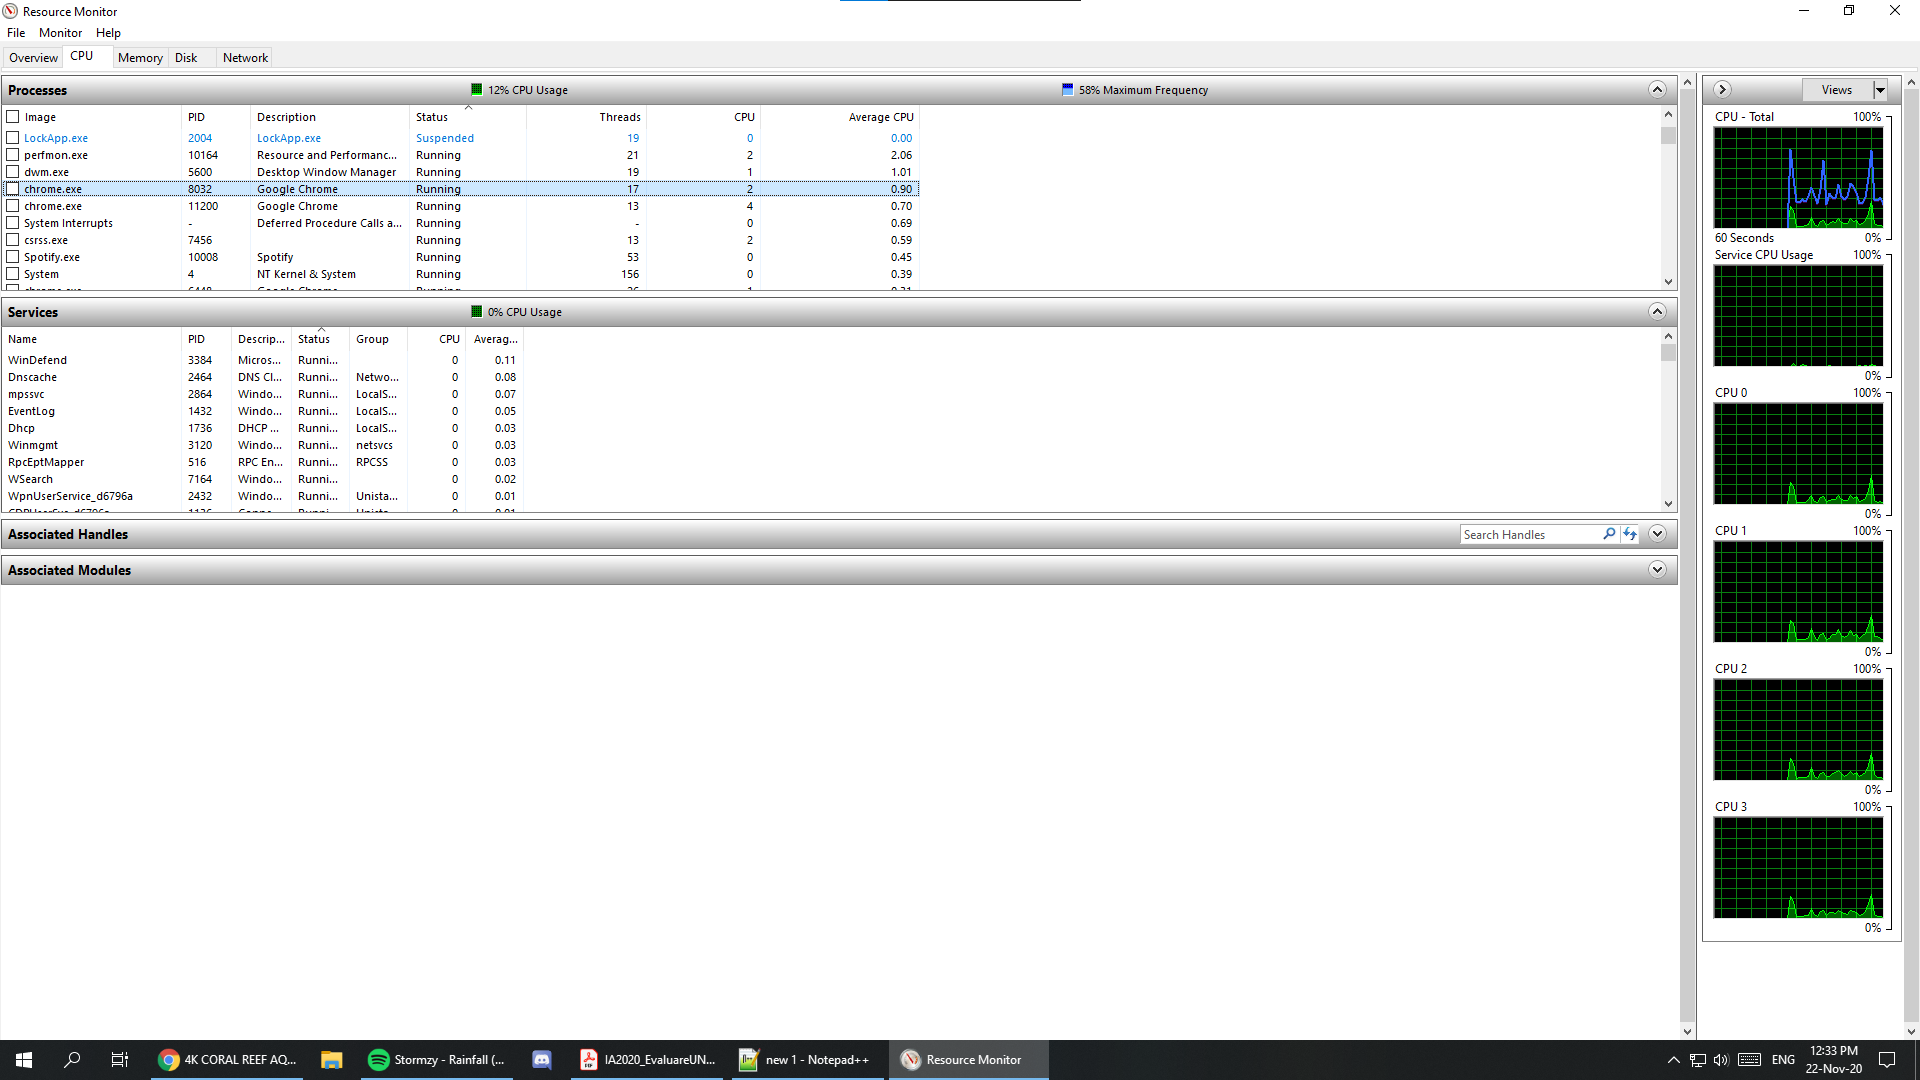 Resource Monitor
File Monitor Help
Overview CPU Memory Disk Network
Processes 12% CPU Usage 58% Maximum Frequency
Image PID Description Status Threads CPU Average CPU
LockApp.exe 2004 LockApp.exe Suspended 19 0 0.00
perfmon.exe 10164 Resource and Performanc... Running 21 2 2.06
dwm.exe 5600 Desktop Window Manager Running 19 1 1.01
chrome.exe 8032 Google Chrome Running 17 2 0.90
chrome.exe 11200 Google Chrome Running 13 4 0.70
System Interrupts - Deferred Procedure Calls a... Running - 0 0.69
csrss.exe 7456 Running 13 2 0.59
Spotify.exe 10008 Spotify Running 53 0 0.45
System 4 NT Kernel & System Running 156 0 0.39
Services 0% CPU Usage
Name PID Descrip... Status Group CPU Averag...
WinDefend 3384 Micros... Runni... 0 0.11
Dnscache 2464 DNS Cl... Runni... Netwo... 0 0.08
mpssvc 2864 Windo... Runni... LocalS... 0 0.07
EventLog 1432 Windo... Runni... LocalS... 0 0.05
Dhcp 1736 DHCP ... Runni... LocalS... 0 0.03
Winmgmt 3120 Windo... Runni... netsvcs 0 0.03
RpcEptMapper 516 RPC En... Runni... RPCSS 0 0.03
WSearch 7164 Windo... Runni... 0 0.02
WpnUserService_d6796a 2432 Windo... Runni... Unista... 0 0.01
Associated Handles Search Handles
Associated Modules
Views
CPU - Total 100%
60 Seconds 0%
Service CPU Usage 100%
0%
CPU 0 100%
0%
CPU 1 100%
0%
CPU 2 100%
0%
CPU 3 100%
0%
4K CORAL REEF AQ... Stormzy - Rainfall (... IA2020_EvaluareUN... new 1 - Notepad++ Resource Monitor ENG 12:33 PM
22-Nov-20